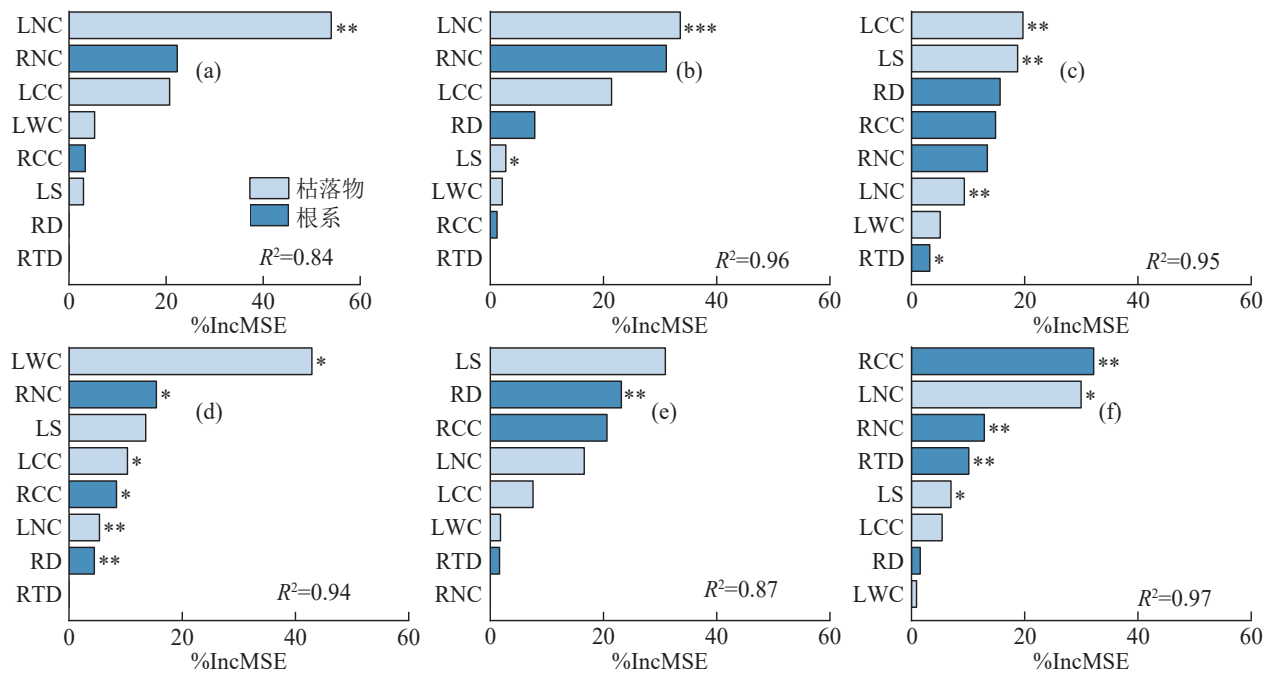 LNC
**
RNC
(a)
LCC
LWC
RCC
LS
枯落物
RD
根系
RTD
R²=0.84
0 20 40 60
%IncMSE
LNC
***
RNC
(b)
LCC
RD
LS
*
LWC
RCC
RTD
R²=0.96
0 20 40 60
%IncMSE
LCC
**
LS
**
(c)
RD
RCC
RNC
LNC
**
LWC
RTD
*
R²=0.95
0 20 40 60
%IncMSE
LWC
*
RNC
*
(d)
LS
LCC
*
RCC
*
LNC
**
RD
**
RTD
R²=0.94
0 20 40 60
%IncMSE
LS
RD
**
(e)
RCC
LNC
LCC
LWC
RTD
RNC
R²=0.87
0 20 40 60
%IncMSE
RCC
**
LNC
*
(f)
RNC
**
RTD
**
LS
*
LCC
RD
LWC
R²=0.97
0 20 40 60
%IncMSE